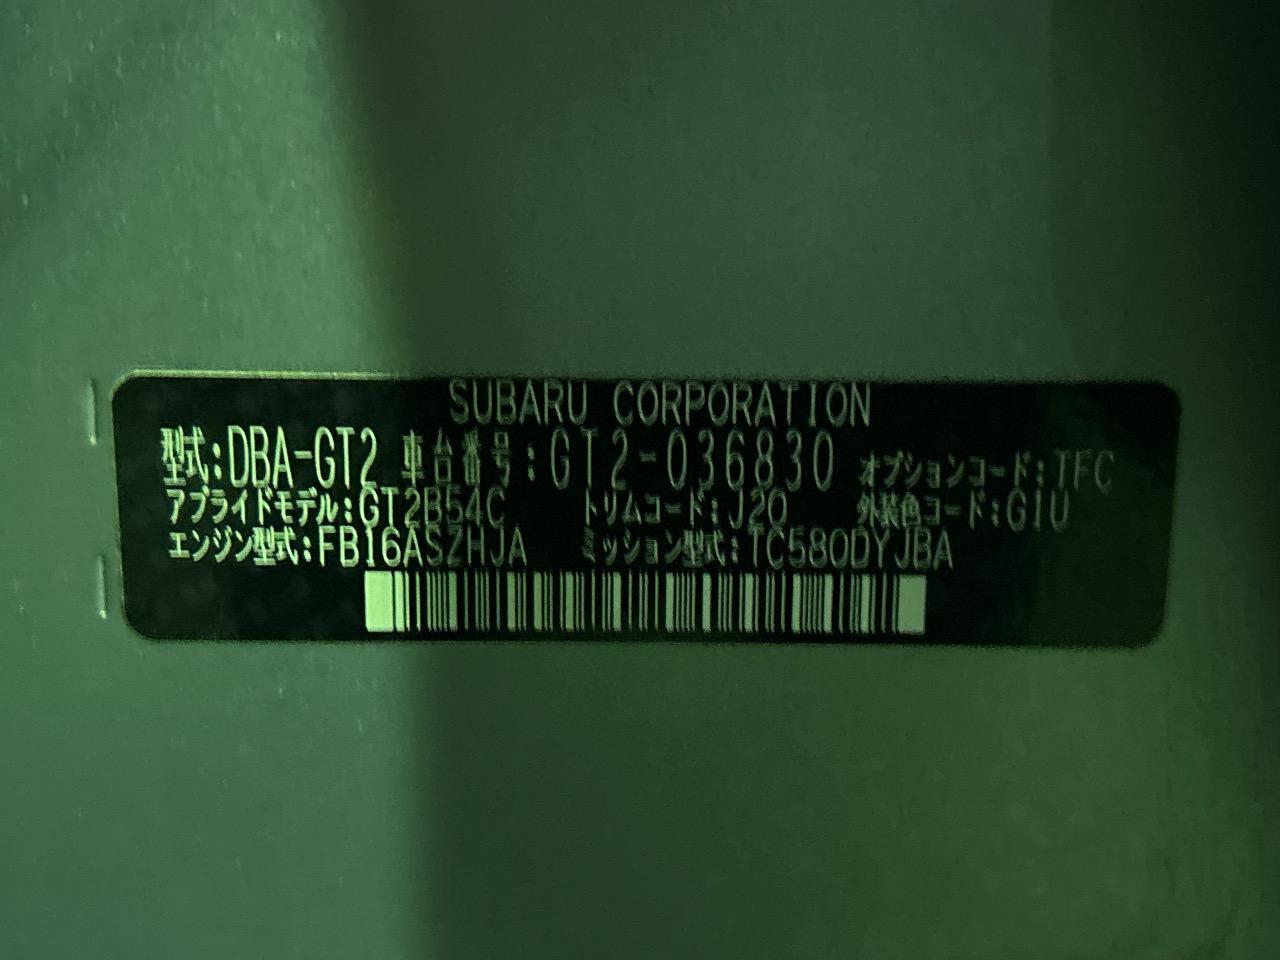 SUBARU CORPORATION
型式:DBA-GT2 車台番号:GT2-036830 オプションコード:TFC
アプライドモデル:GT2B54C トリムコード:J20 外装色コード:G1U
エンジン型式:FB16ASZHJA ミッション型式:TC580DYJBA